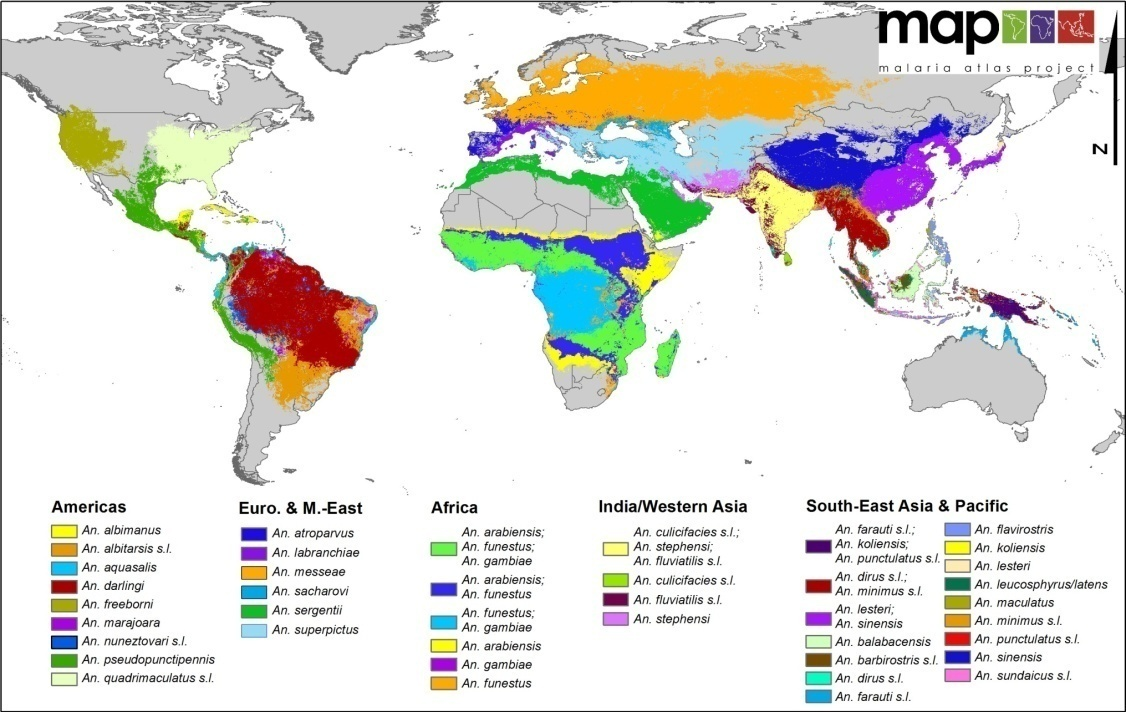 map
malaria atlas project
N
Americas
An. albimanus
An. albitarsis s.l.
An. aquasalis
An. darlingi
An. freeborni
An. marajoara
An. nuneztovari s.l.
An. pseudopunctipennis
An. quadrimaculatus s.l.
Euro. & M.-East
An. atroparvus
An. labranchiae
An. messeae
An. sacharovi
An. sergentii
An. superpictus
Africa
An. arabiensis;
An. funestus;
An. gambiae
An. arabiensis;
An. funestus
An. funestus;
An. gambiae
An. arabiensis
An. gambiae
An. funestus
India/Western Asia
An. culicifacies s.l.;
An. stephensi;
An. fluviatilis s.l.
An. culicifacies s.l.
An. fluviatilis s.l.
An. stephensi
South-East Asia & Pacific
An. farauti s.l.;
An. koliensis;
An. punctulatus s.l.
An. dirus s.l.;
An. minimus s.l.
An. lesteri;
An. sinensis
An. balabacensis
An. barbirostris s.l.
An. dirus s.l.
An. farauti s.l.
An. flavirostris
An. koliensis
An. lesteri
An. leucosphyrus/latens
An. maculatus
An. minimus s.l.
An. punctulatus s.l.
An. sinensis
An. sundaicus s.l.